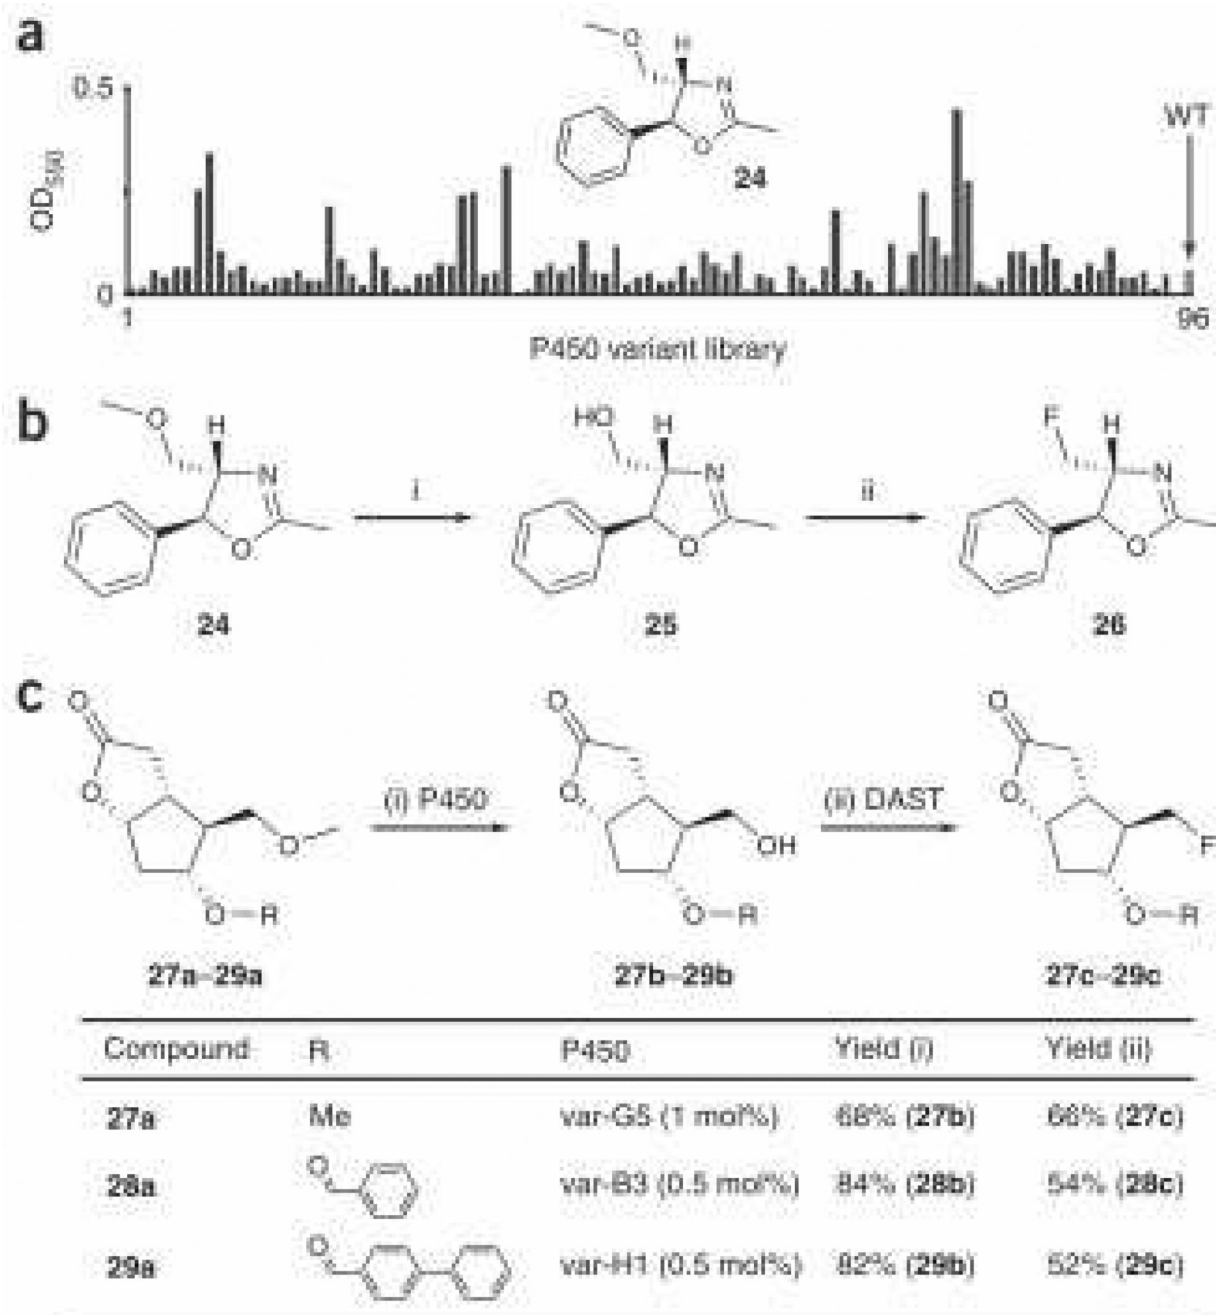 a
0.5
OD
0
1
96
WT
P450 variant library
O
H
N
O
24
b
O
H
N
O
24
i
HO
H
N
O
25
ii
F
H
N
O
26
c
O
O
O
O—R
27a–29a
(i) P450
O
O
OH
O—R
27b–29b
(ii) DAST
O
O
F
O—R
27c–29c
Compound R P450 Yield (i) Yield (ii)
27a Me var-G5 (1 mol%) 68% (27b) 66% (27c)
28a O var-B3 (0.5 mol%) 84% (28b) 54% (28c)
29a O var-H1 (0.5 mol%) 82% (29b) 52% (29c)